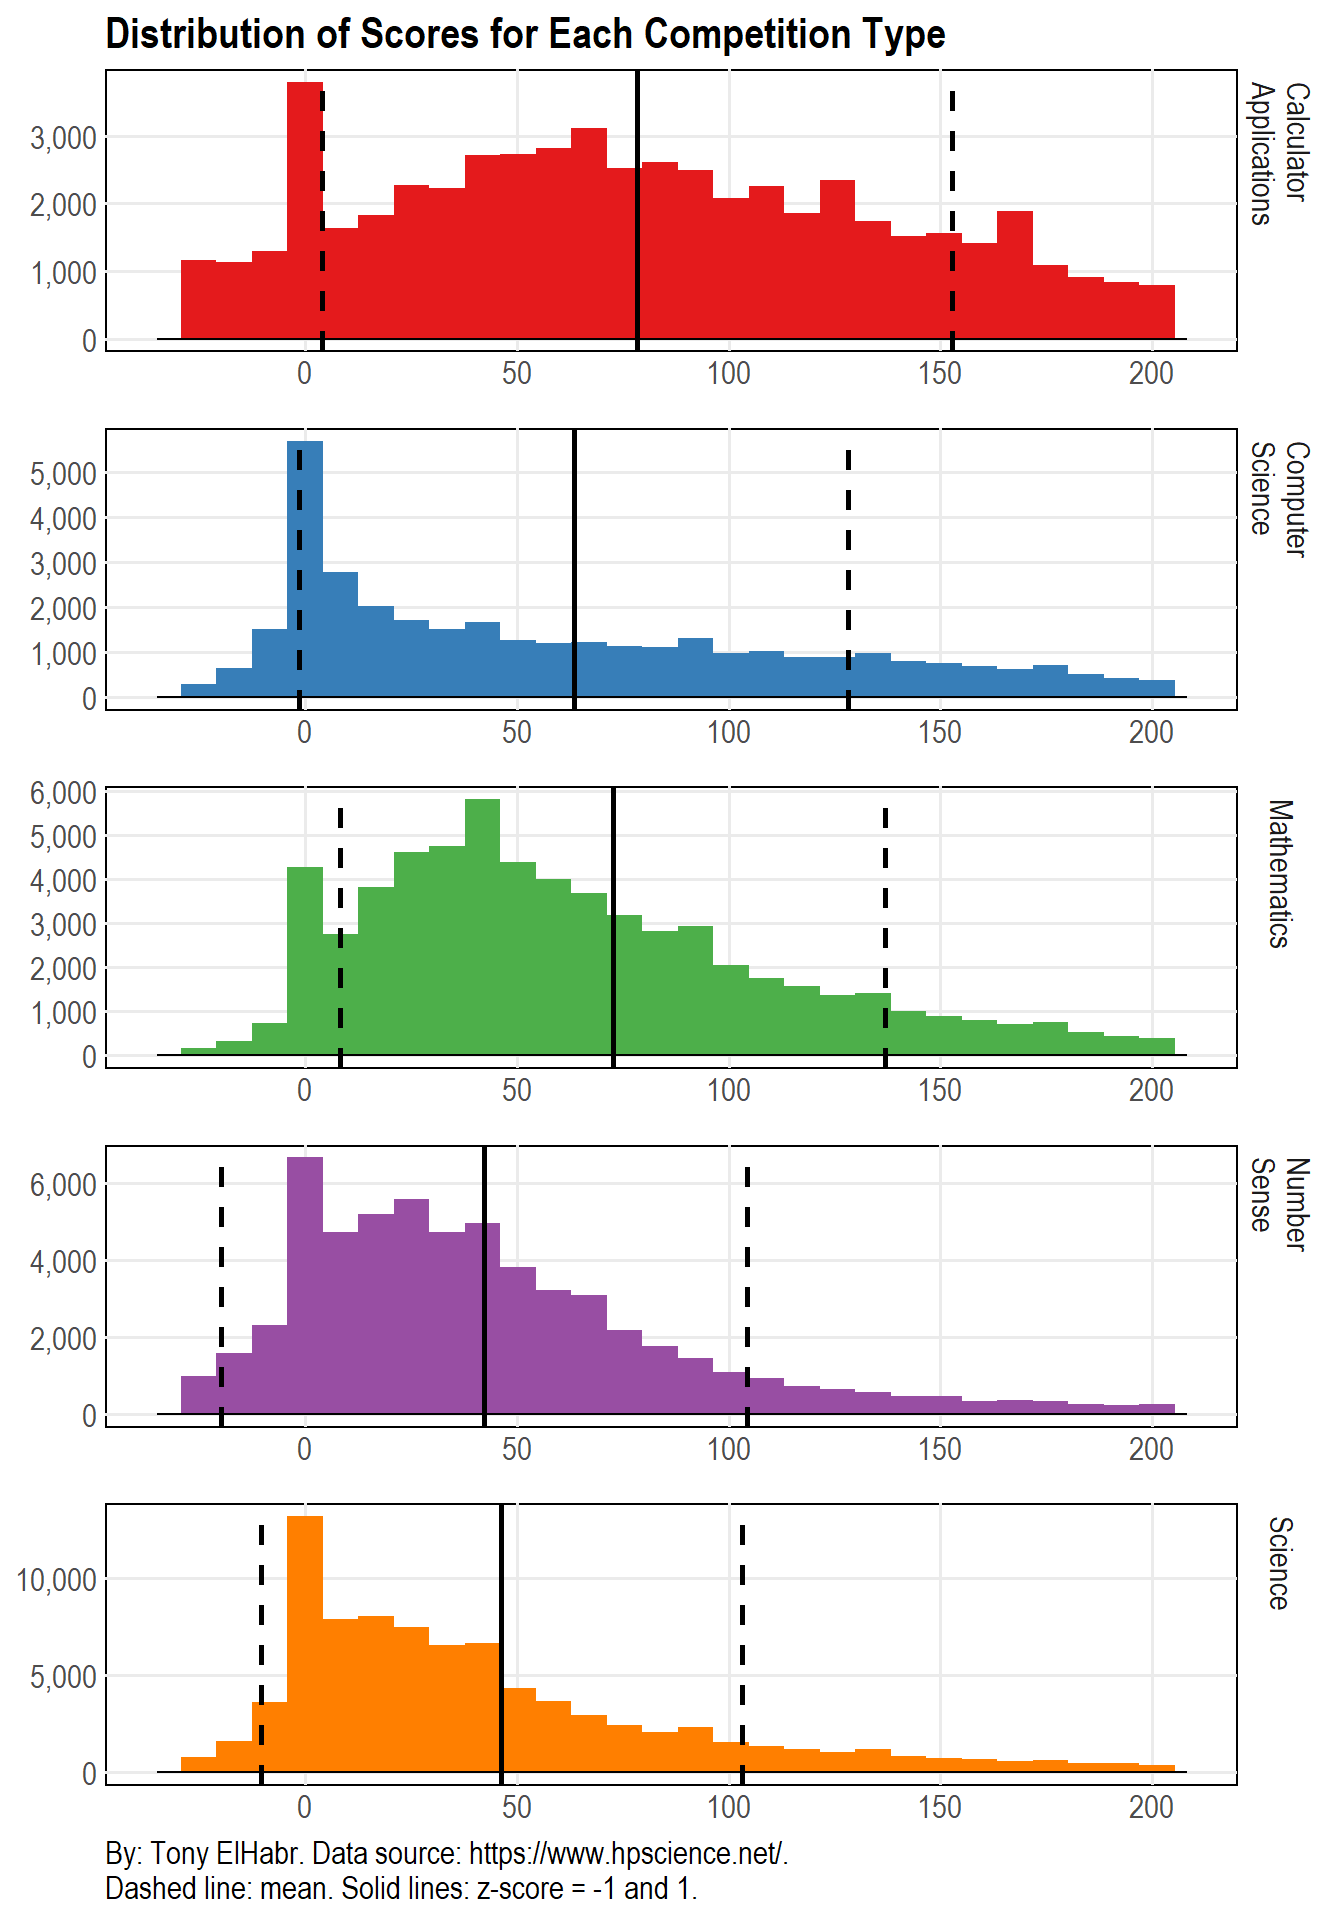 Distribution of Scores for Each Competition Type
3,000
2,000
1,000
0
0 50 100 150 200
Calculator
Applications
5,000
4,000
3,000
2,000
1,000
0
0 50 100 150 200
Computer
Science
6,000
5,000
4,000
3,000
2,000
1,000
0
0 50 100 150 200
Mathematics
6,000
4,000
2,000
0
0 50 100 150 200
Number
Sense
10,000
5,000
0
0 50 100 150 200
Science
By: Tony ElHabr. Data source: https://www.hpscience.net/.
Dashed line: mean. Solid lines: z-score = -1 and 1.